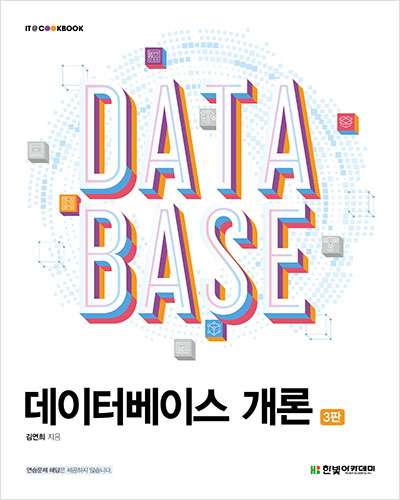 IT@COOKBOOK
DATA
BASE
데이터베이스 개론 3판
김연희 지음
연습문제 해답은 제공하지 않습니다.
한빛아카데미